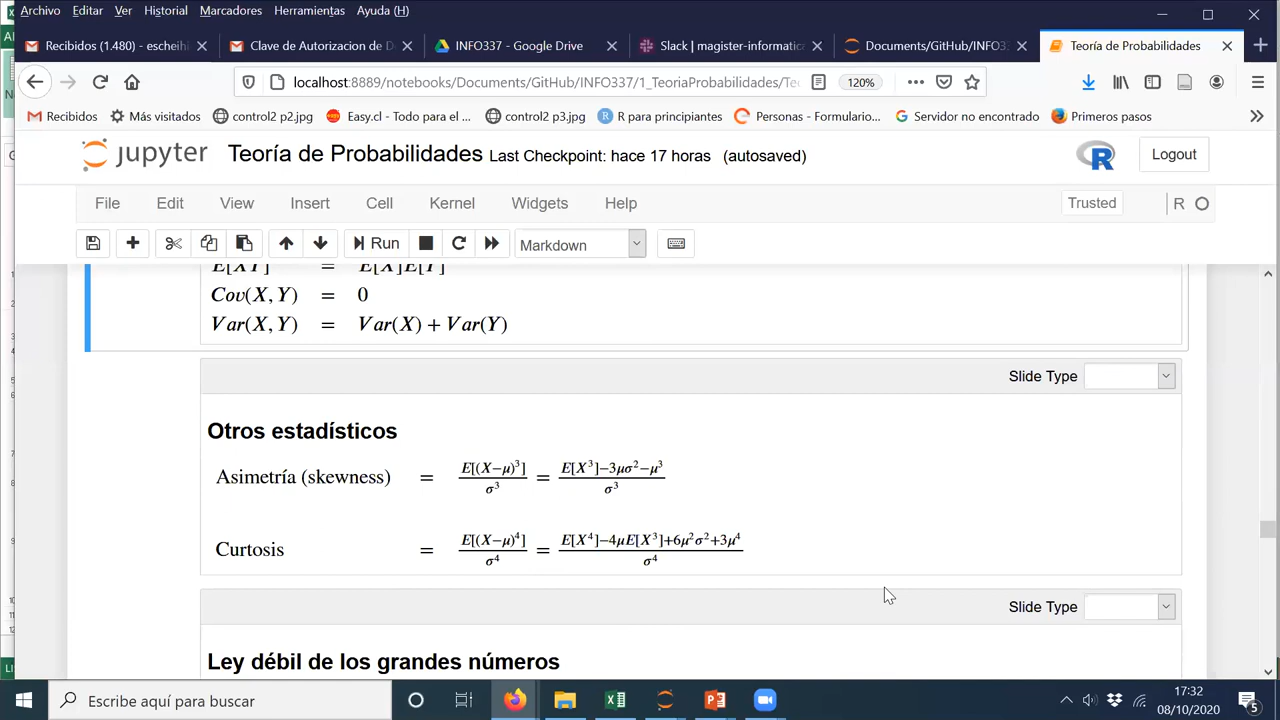 Archivo Editar Ver Historial Marcadores Herramientas Ayuda (H)
Recibidos (1.480) - escheih
Clave de Autorizacion de D
INFO337 - Google Drive
Slack | magister-informatic
Documents/GitHub/INFO3
Teoría de Probabilidades
localhost:8889/notebooks/Documents/GitHub/INFO337/1_TeoriaProbabilidades/Te
120%
Recibidos
Más visitados
control2 p2.jpg
Easy.cl - Todo para el ...
control2 p3.jpg
R para principiantes
Personas - Formulario...
Servidor no encontrado
Primeros pasos
jupyter Teoría de Probabilidades Last Checkpoint: hace 17 horas (autosaved)
R
Logout
File Edit View Insert Cell Kernel Widgets Help
Trusted
R
Run
Markdown
E[XY] = E[X]E[Y]
Cov(X, Y) = 0
Var(X, Y) = Var(X) + Var(Y)
Slide Type
Otros estadísticos
Asimetría (skewness) = E[(X−μ)³]/σ³ = E[X³]−3μσ²−μ³/σ³
Curtosis = E[(X−μ)⁴]/σ⁴ = E[X⁴]−4μE[X³]+6μ²σ²+3μ⁴/σ⁴
Slide Type
Ley débil de los grandes números
Escribe aquí para buscar
17:32
08/10/2020
5